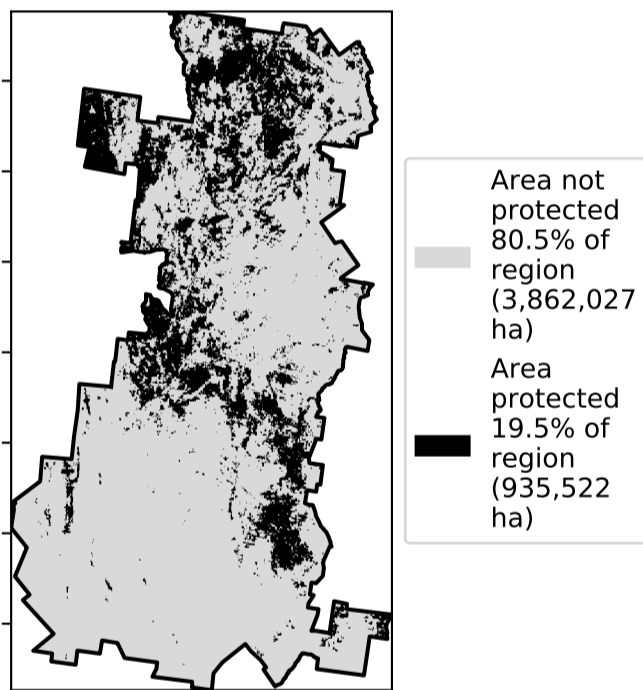 Area not
protected
80.5% of
region
(3,862,027
ha)
Area
protected
19.5% of
region
(935,522
ha)